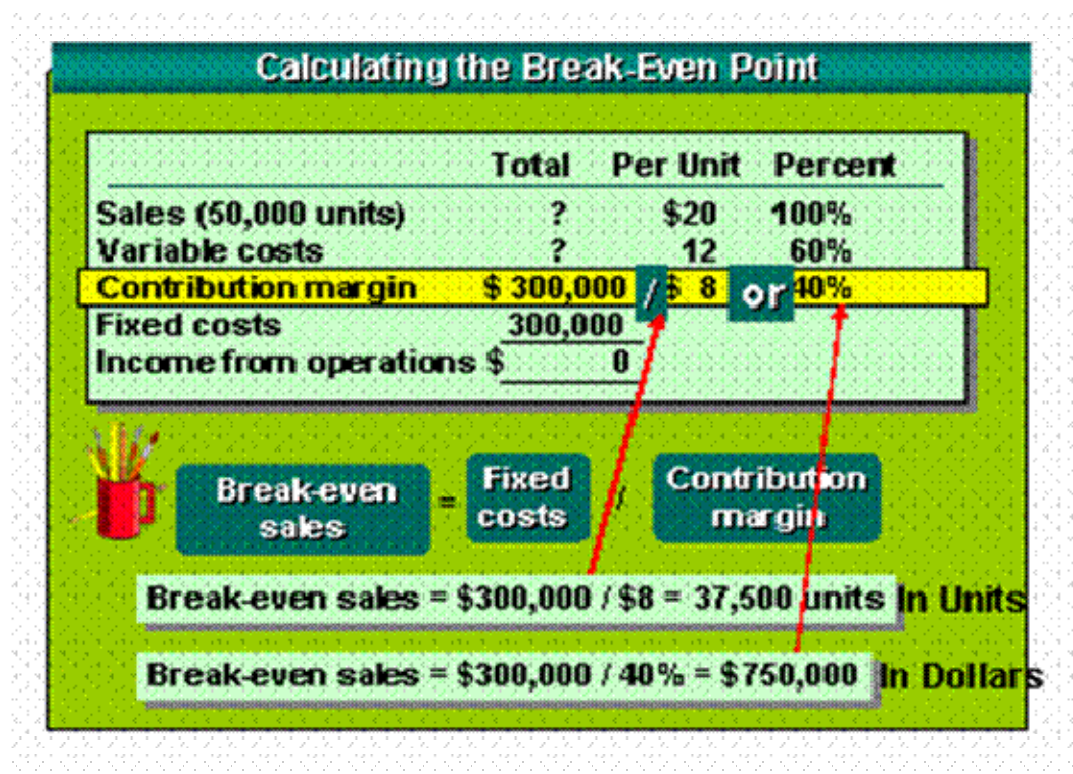 Calculating the Break-Even Point
Total Per Unit Percent
Sales (50,000 units) ? $20 100%
Variable costs ? 12 60%
Contribution margin $ 300,000 / $ 8 or 40%
Fixed costs 300,000
Income from operations $ 0
Break-even sales = Fixed costs / Contribution margin
Break-even sales = $300,000 / $8 = 37,500 units In Units
Break-even sales = $300,000 / 40% = $750,000 In Dollars